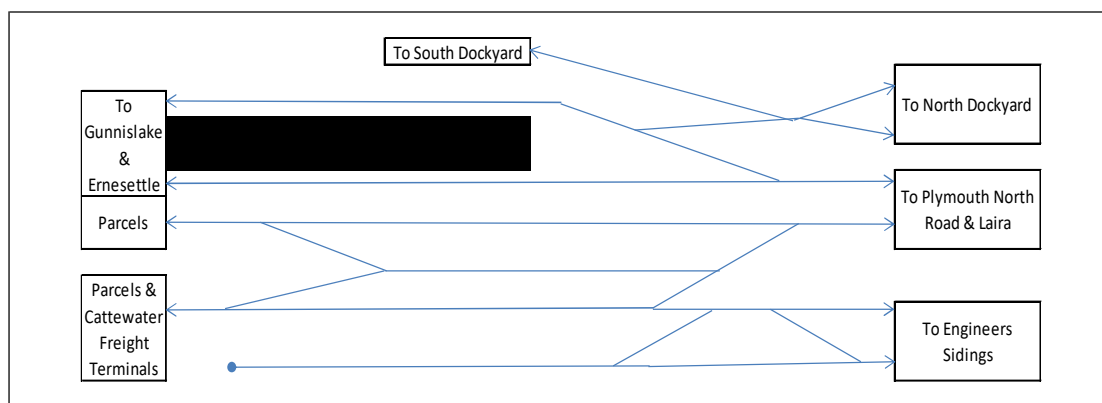 To South Dockyard
To
Gunnislake
&
Ernesettle
To North Dockyard
Parcels
To Plymouth North
Road & Laira
Parcels &
Cattewater
Freight
Terminals
To Engineers
Sidings